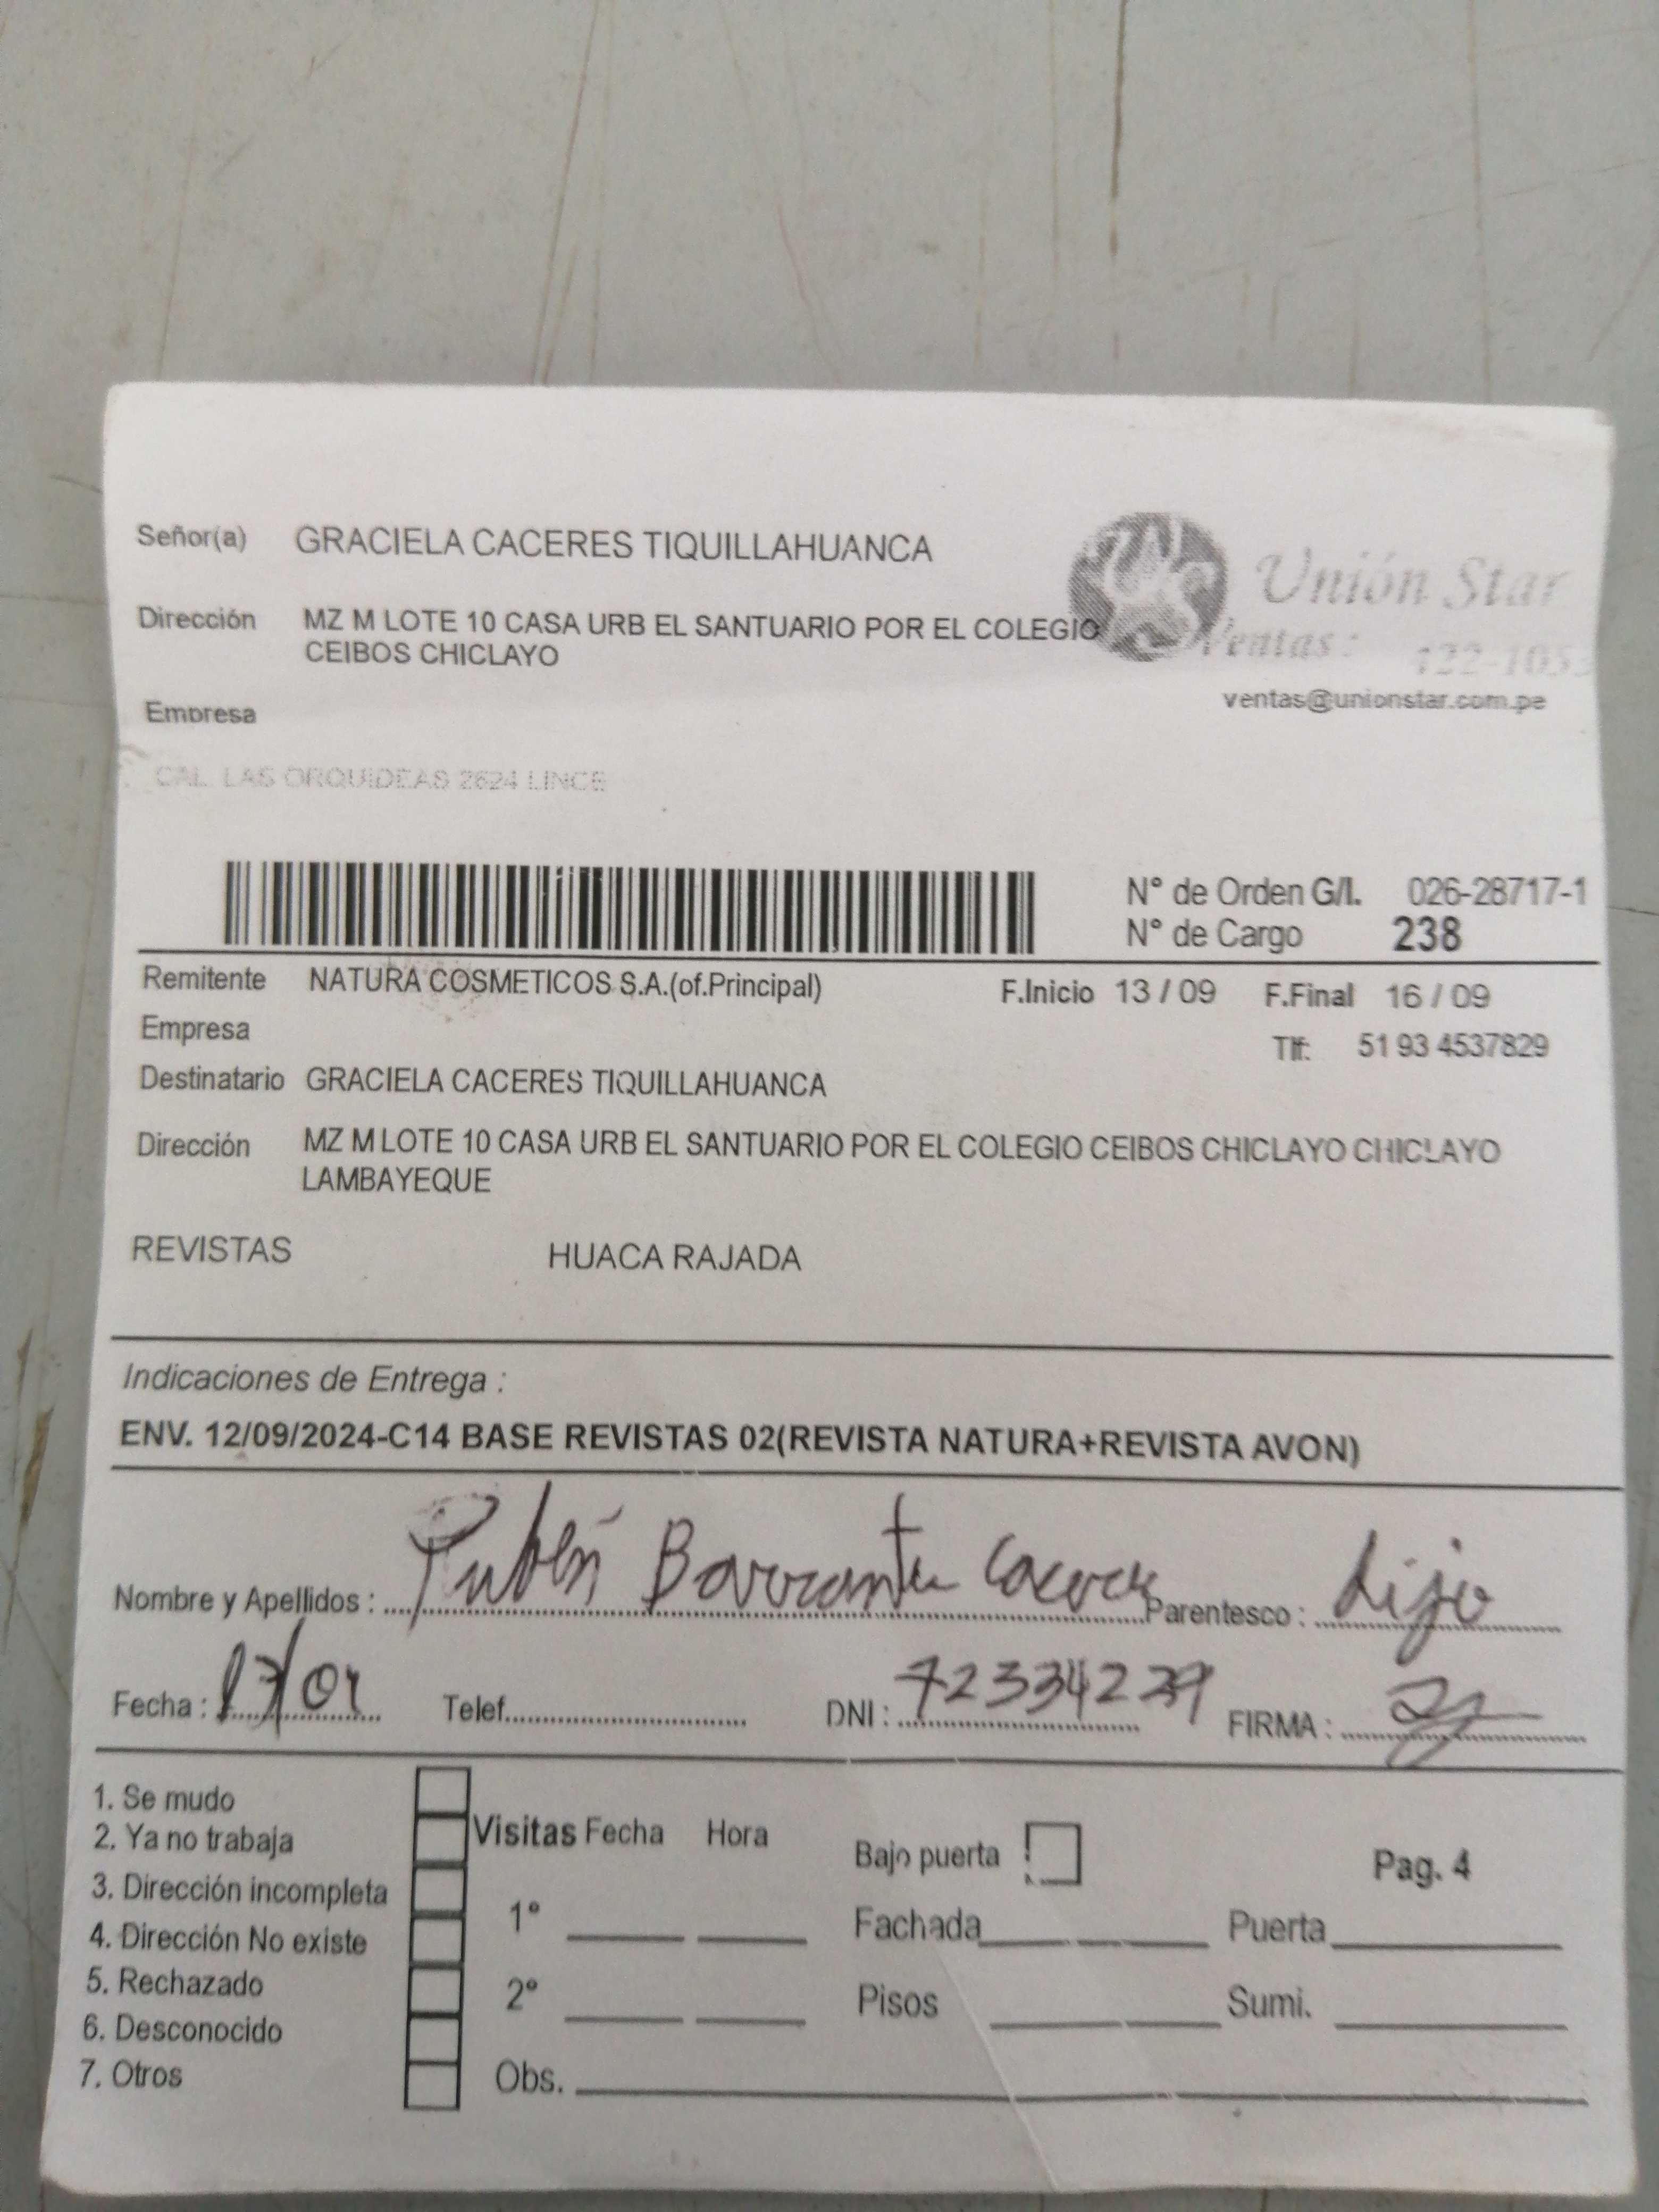 Señor(a) GRACIELA CACERES TIQUILLAHUANCA
Unión Star
Dirección MZ M LOTE 10 CASA URB EL SANTUARIO POR EL COLEGIO
CEIBOS CHICLAYO
Ventas: 422-1053
ventas@unionstar.com.pe
Empresa
CAL. LAS ORQUIDEAS 2624 LINCE
N° de Orden G/I. 026-28717-1
N° de Cargo 238
Remitente NATURA COSMETICOS S.A.(of.Principal) F.Inicio 13 / 09 F.Final 16 / 09
Empresa
Tlf: 51 93 4537829
Destinatario GRACIELA CACERES TIQUILLAHUANCA
Dirección MZ M LOTE 10 CASA URB EL SANTUARIO POR EL COLEGIO CEIBOS CHICLAYO CHICLAYO
LAMBAYEQUE
REVISTAS HUACA RAJADA
Indicaciones de Entrega :
ENV. 12/09/2024-C14 BASE REVISTAS 02(REVISTA NATURA+REVISTA AVON)
Nombre y Apellidos : Rubén Barrantes Caceres Parentesco : hijo
Fecha : Telef. DNI : FIRMA :
1. Se mudo
2. Ya no trabaja
3. Dirección incompleta
4. Dirección No existe
5. Rechazado
6. Desconocido
7. Otros
Visitas Fecha Hora
1°
2°
Obs.
Bajo puerta
Pag. 4
Fachada Puerta
Pisos Sumi.